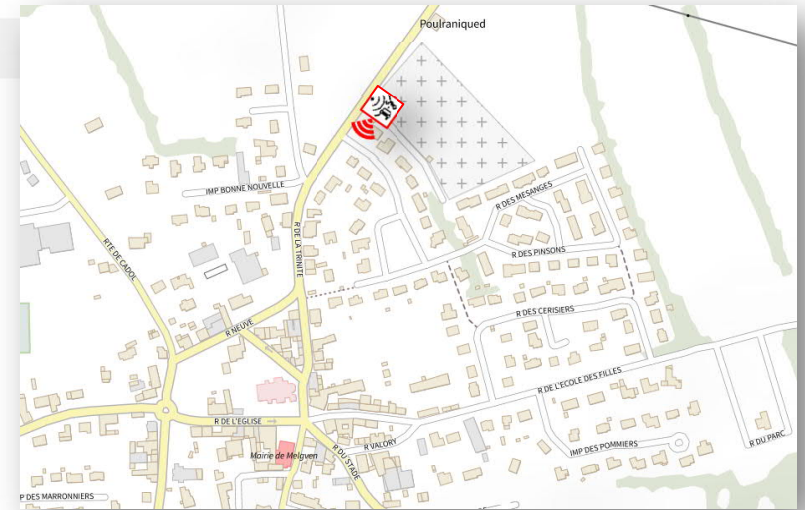 Poulraniqued
IMP BONNE NOUVELLE
R DES MESANGES
R DE LA TRINITE
RTE DE CADOL
R DES PINSONS
R DES CERISIERS
R NEUVE
R DE L'ECOLE DES FILLES
R DE L'EGLISE
R VALORY
IMP DES POMMIERS
R DU PARC
Mairie de Melgven
R DU STADE
P DES MARRONNIERS